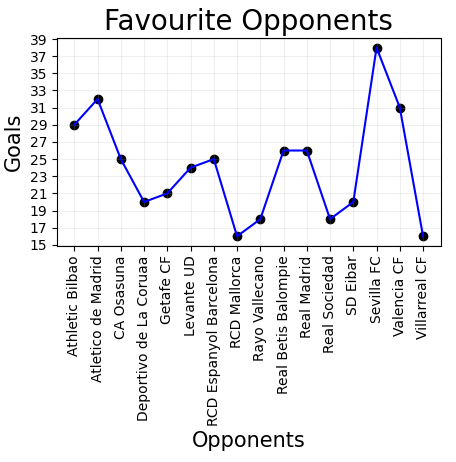 Favourite Opponents
Goals
39
37
35
33
31
29
27
25
23
21
19
17
15
Athletic Bilbao
Atletico de Madrid
CA Osasuna
Deportivo de La Coruaa
Getafe CF
Levante UD
RCD Espanyol Barcelona
RCD Mallorca
Rayo Vallecano
Real Betis Balompie
Real Madrid
Real Sociedad
SD Eibar
Sevilla FC
Valencia CF
Villarreal CF
Opponents